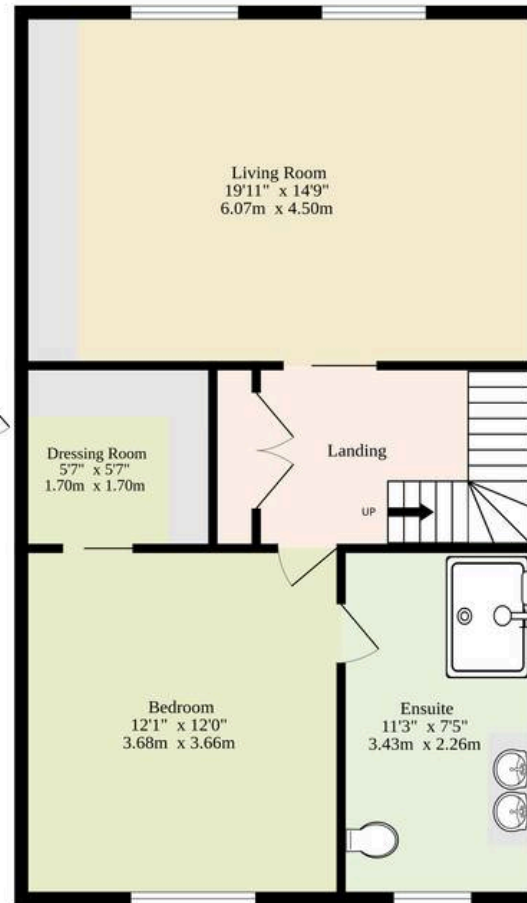 Living Room
19'11" x 14'9"
6.07m x 4.50m
Dressing Room
5'7" x 5'7"
1.70m x 1.70m
Landing
UP
Bedroom
12'1" x 12'0"
3.68m x 3.66m
Ensuite
11'3" x 7'5"
3.43m x 2.26m